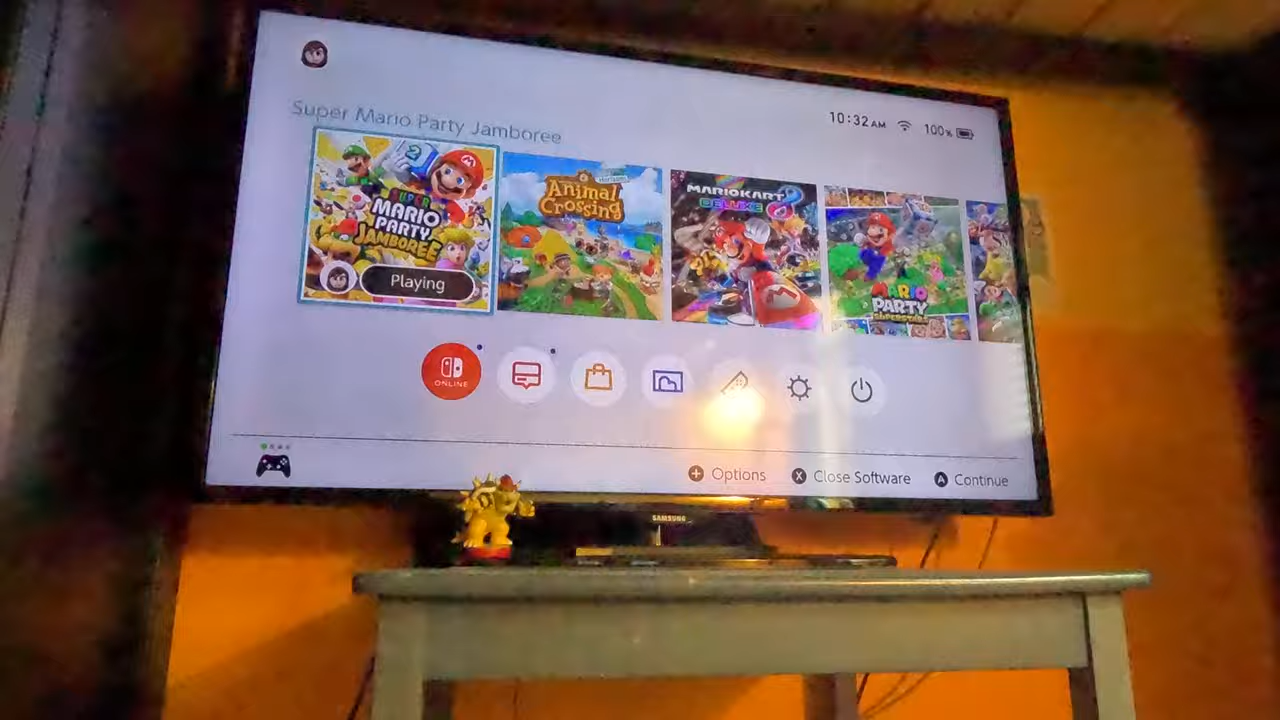 Super Mario Party Jamboree
10:32 AM
100%
SUPER
MARIO
PARTY
JAMBOREE
Playing
Horizons
Animal
Crossing
MARIOKART 8
DELUXE
MARIO
PARTY
SUPERSTARS
ONLINE
Options
Close Software
Continue
SAMSUNG